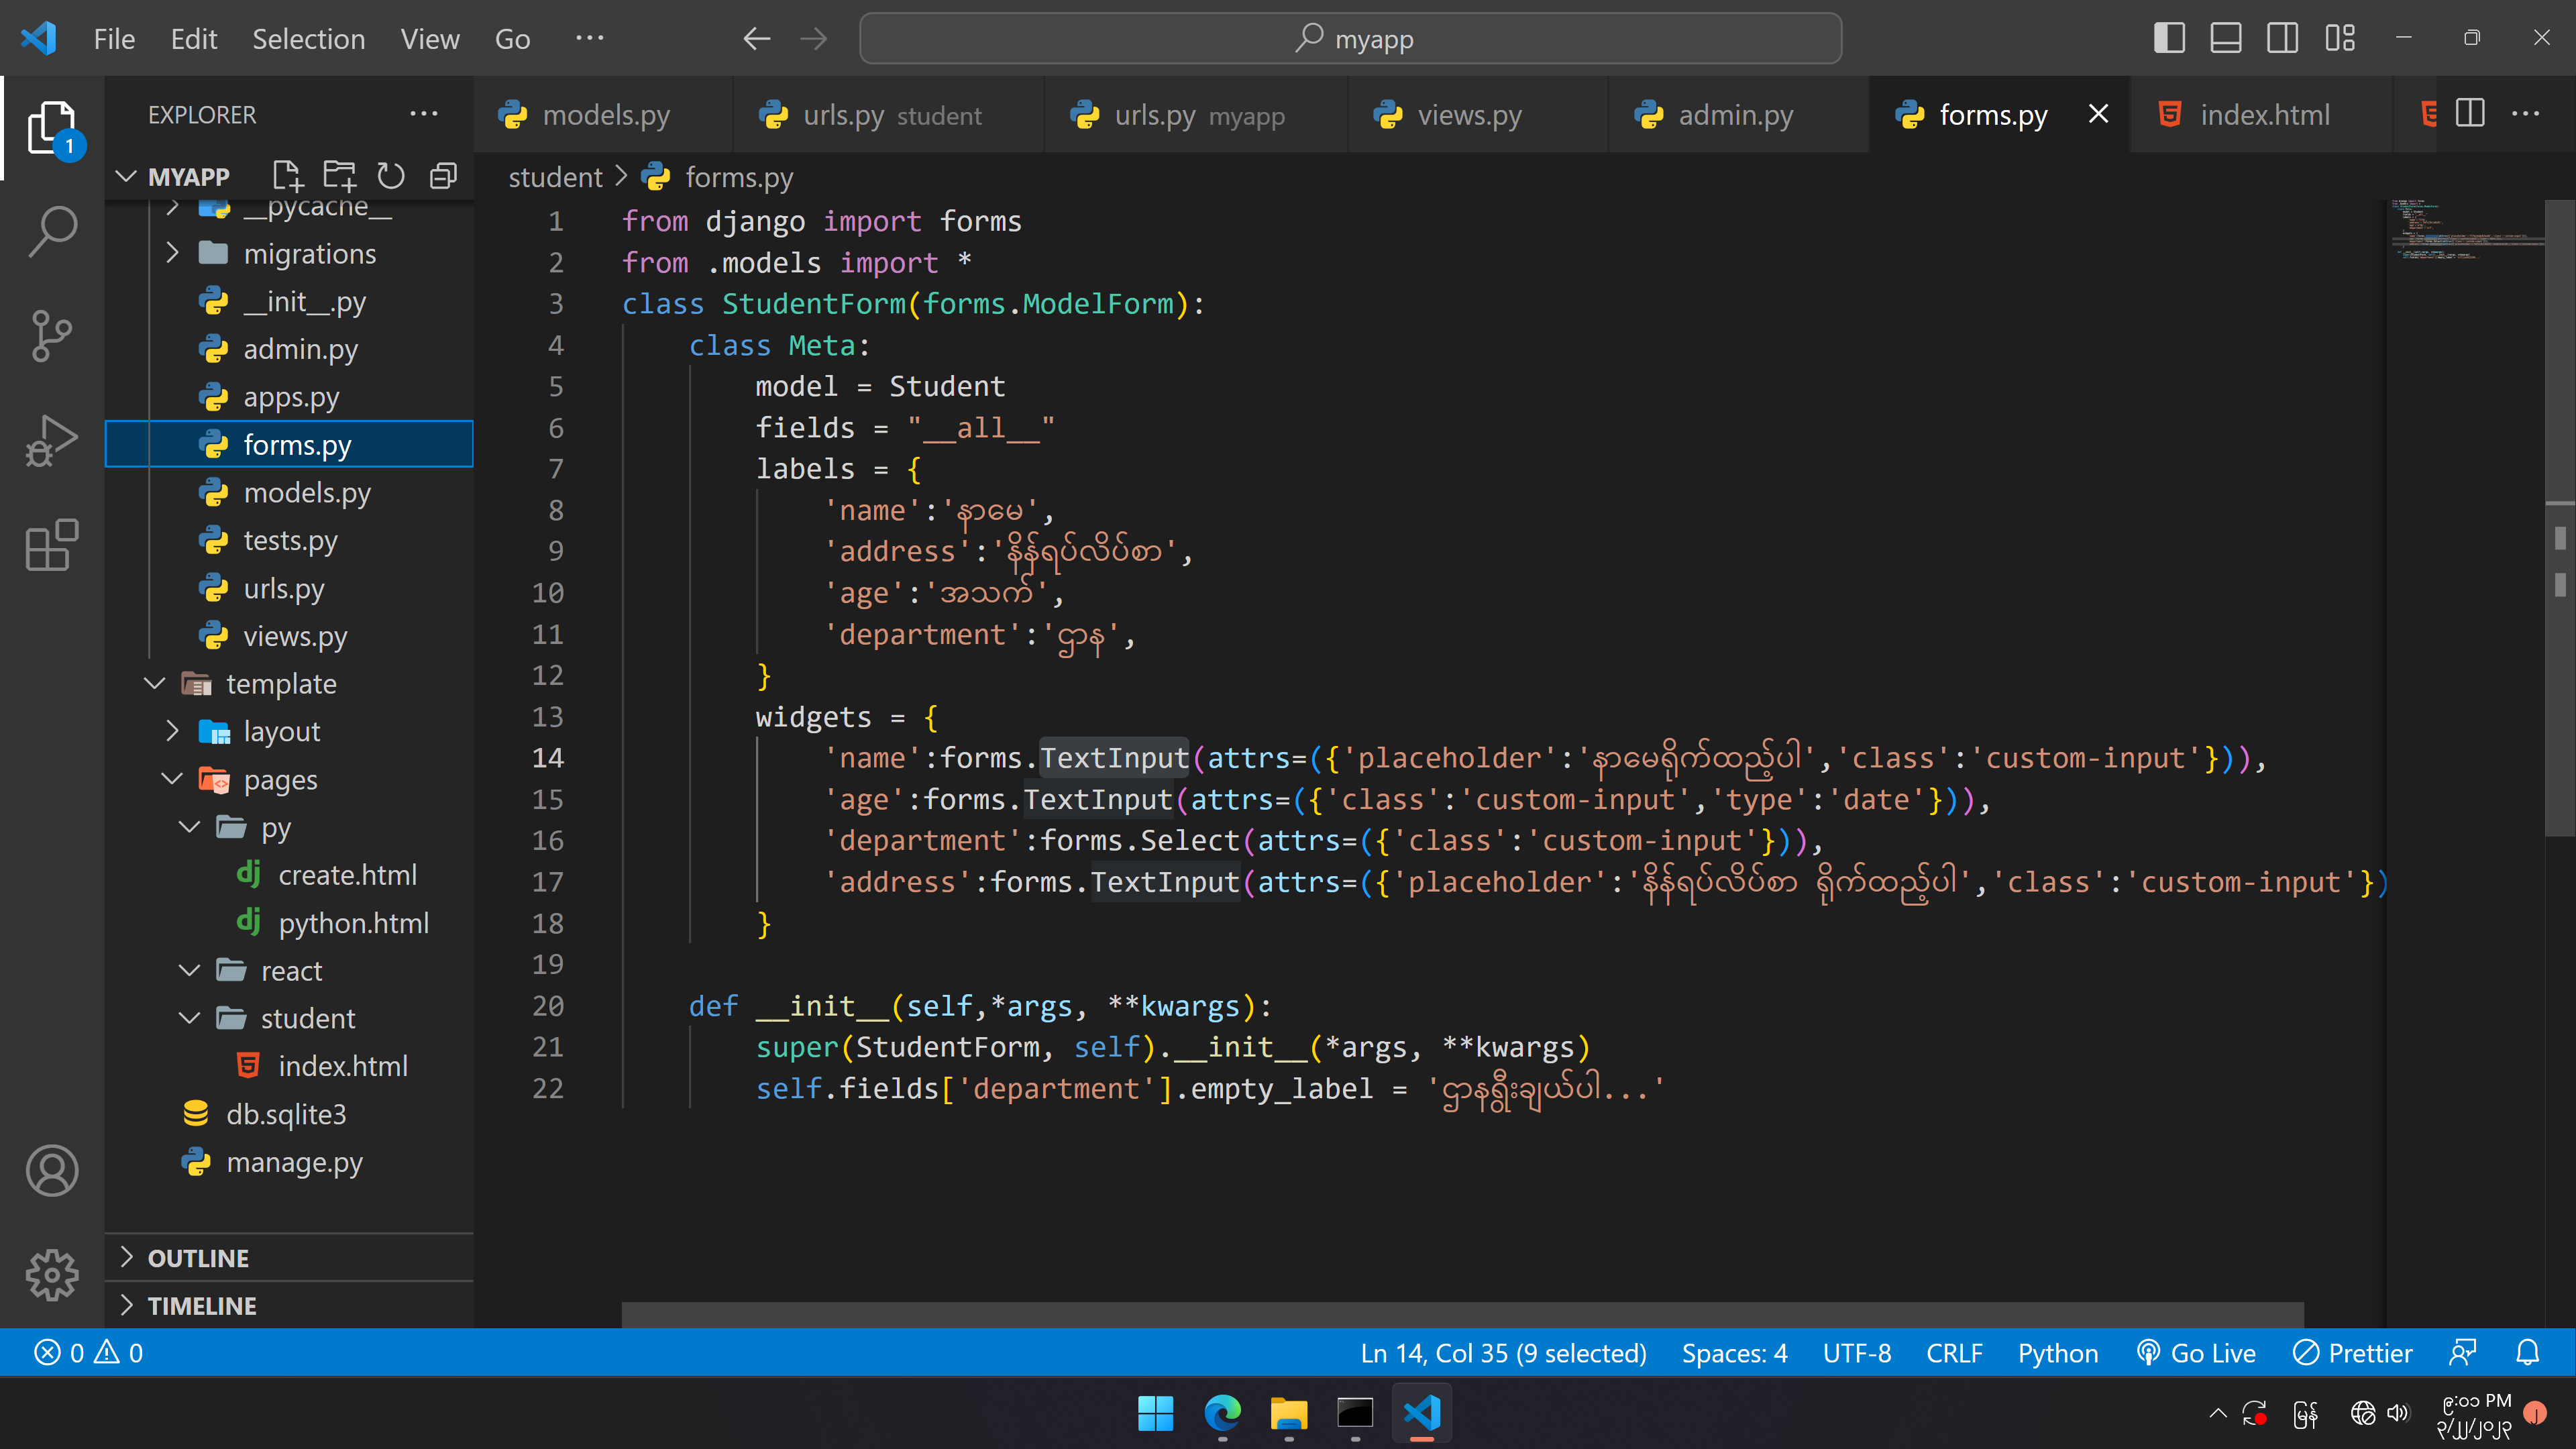 File Edit Selection View Go ··· myapp
EXPLORER ···
MYAPP
__pycache__
migrations
__init__.py
admin.py
apps.py
forms.py
models.py
tests.py
urls.py
views.py
template
layout
pages
py
create.html
python.html
react
student
index.html
db.sqlite3
manage.py
OUTLINE
TIMELINE
1
models.py urls.py student urls.py myapp views.py admin.py forms.py index.html ···
student > forms.py
1 from django import forms
2 from .models import *
3 class StudentForm(forms.ModelForm):
4 class Meta:
5 model = Student
6 fields = "__all__"
7 labels = {
8 'name':'နာမေ',
9 'address':'နိန်ရပ်လိပ်စာ',
10 'age':'အသက်',
11 'department':'ဌာန',
12 }
13 widgets = {
14 'name':forms.TextInput(attrs=({'placeholder':'နာမေရိုက်ထည့်ပါ','class':'custom-input'})),
15 'age':forms.TextInput(attrs=({'class':'custom-input','type':'date'})),
16 'department':forms.Select(attrs=({'class':'custom-input'})),
17 'address':forms.TextInput(attrs=({'placeholder':'နိန်ရပ်လိပ်စာ ရိုက်ထည့်ပါ','class':'custom-input'})
18 }
19
20 def __init__(self,*args, **kwargs):
21 super(StudentForm, self).__init__(*args, **kwargs)
22 self.fields['department'].empty_label = 'ဌာနရွီးချယ်ပါ...'
0 0 Ln 14, Col 35 (9 selected) Spaces: 4 UTF-8 CRLF Python Go Live Prettier
မြန် ၉:၀၁ PM
၃/၂၂/၂၀၂၃